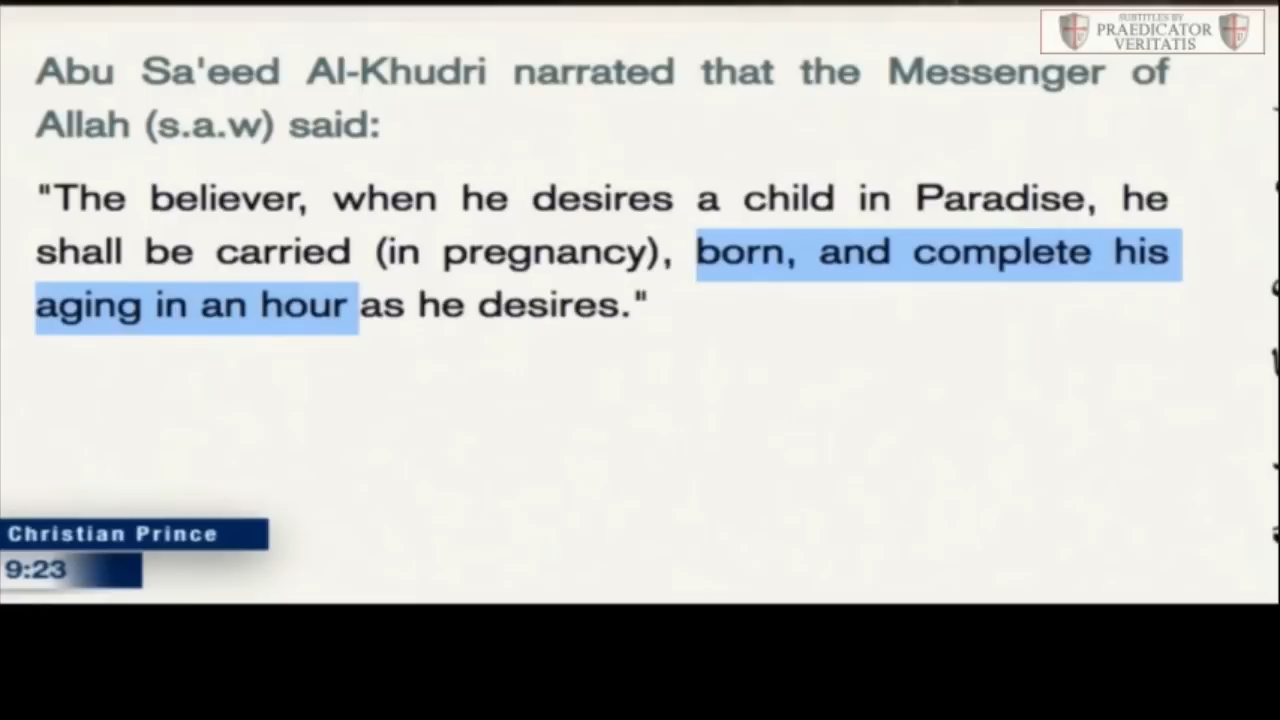 SUBTITLES BY
PRAEDICATOR
VERITATIS
Abu Sa'eed Al-Khudri narrated that the Messenger of
Allah (s.a.w) said:
"The believer, when he desires a child in Paradise, he
shall be carried (in pregnancy), born, and complete his
aging in an hour as he desires."
Christian Prince
9:23